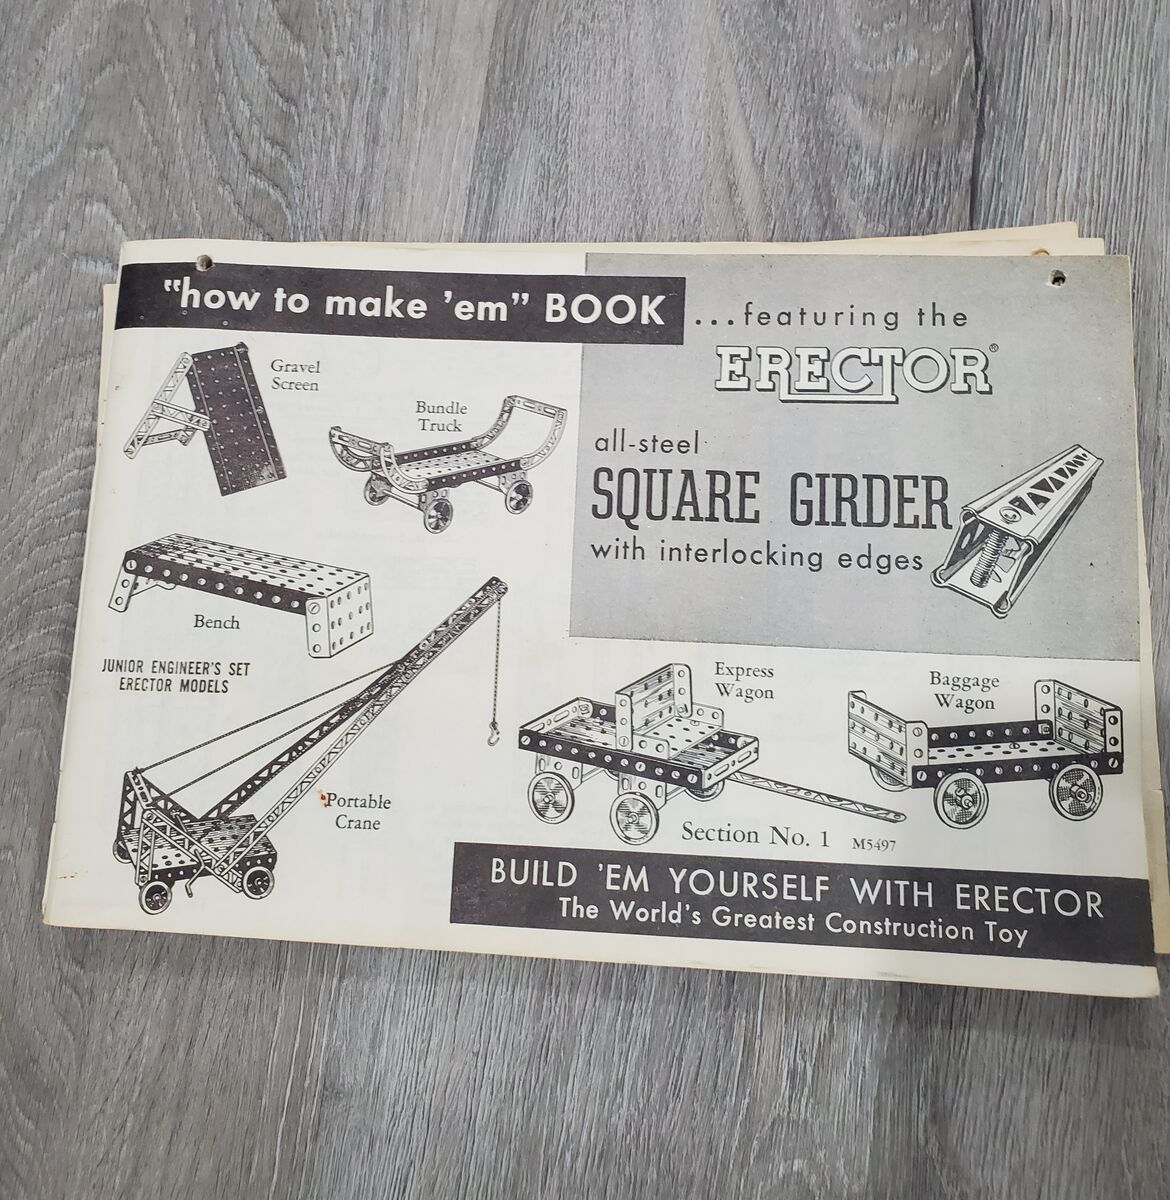 "how to make 'em" BOOK
...featuring the
ERECTOR®
all-steel
SQUARE GIRDER
with interlocking edges
Gravel
Screen
Bundle
Truck
Bench
JUNIOR ENGINEER'S SET
ERECTOR MODELS
Portable
Crane
Express
Wagon
Baggage
Wagon
Section No. 1 M5497
BUILD 'EM YOURSELF WITH ERECTOR
The World's Greatest Construction Toy